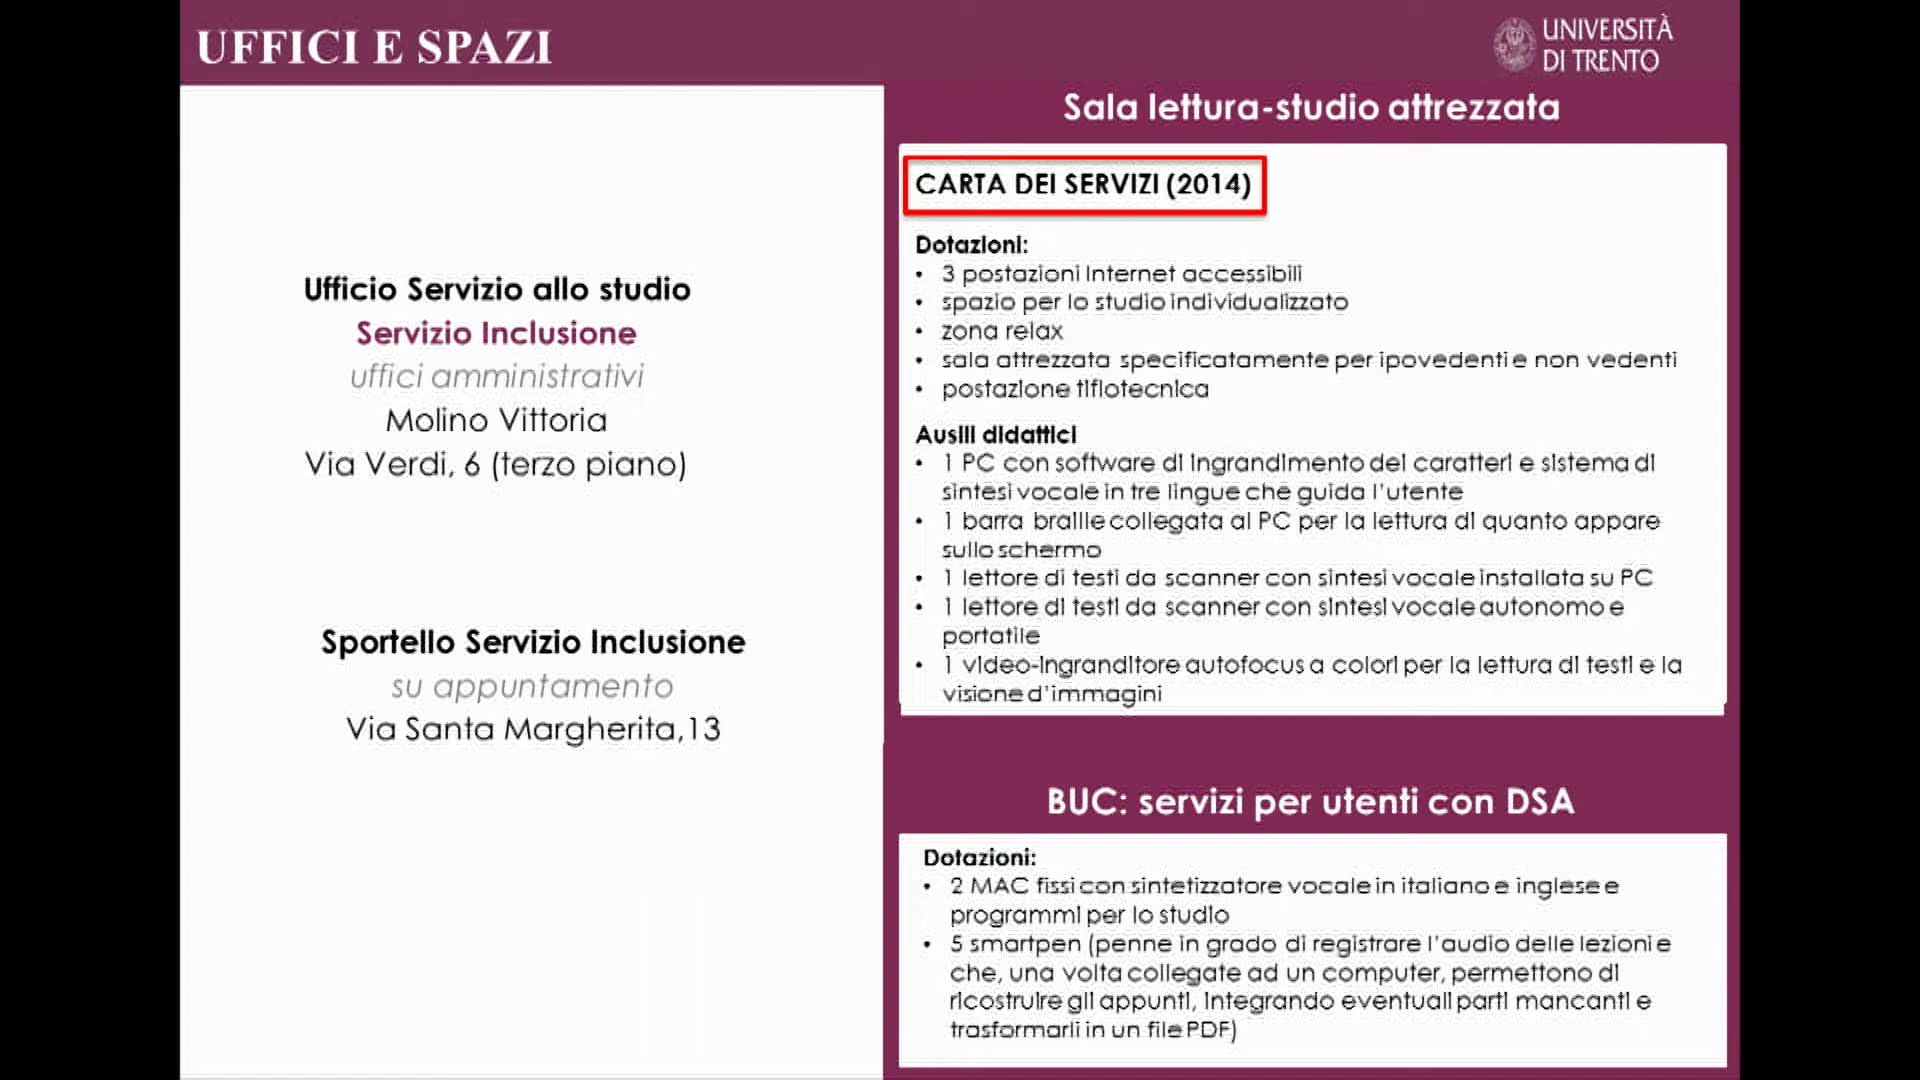 UFFICI E SPAZI
UNIVERSITÀ
DI TRENTO
Ufficio Servizio allo studio
Servizio Inclusione
uffici amministrativi
Molino Vittoria
Via Verdi, 6 (terzo piano)
Sportello Servizio Inclusione
su appuntamento
Via Santa Margherita,13
Sala lettura-studio attrezzata
CARTA DEI SERVIZI (2014)
Dotazioni:
• 3 postazioni Internet accessibili
• spazio per lo studio individualizzato
• zona relax
• sala attrezzata specificatamente per ipovedenti e non vedenti
• postazione tiflotecnica
Ausili didattici
• 1 PC con software di ingrandimento dei caratteri e sistema di
sintesi vocale in tre lingue che guida l'utente
• 1 barra braille collegata al PC per la lettura di quanto appare
sullo schermo
• 1 lettore di testi da scanner con sintesi vocale installata su PC
• 1 lettore di testi da scanner con sintesi vocale autonomo e
portatile
• 1 video-ingranditore autofocus a colori per la lettura di testi e la
visione d'immagini
BUC: servizi per utenti con DSA
Dotazioni:
• 2 MAC fissi con sintetizzatore vocale in italiano e inglese e
programmi per lo studio
• 5 smartpen (penne in grado di registrare l'audio delle lezioni e
che, una volta collegate ad un computer, permettono di
ricostruire gli appunti, integrando eventuali parti mancanti e
trasformarli in un file PDF)